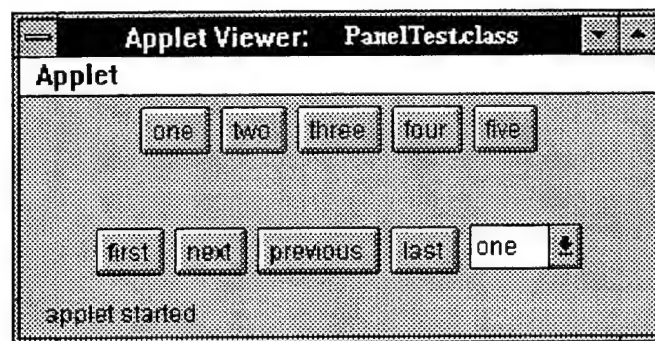 Applet Viewer: PanelTest.class
Applet
one two three four five
first next previous last one
applet started